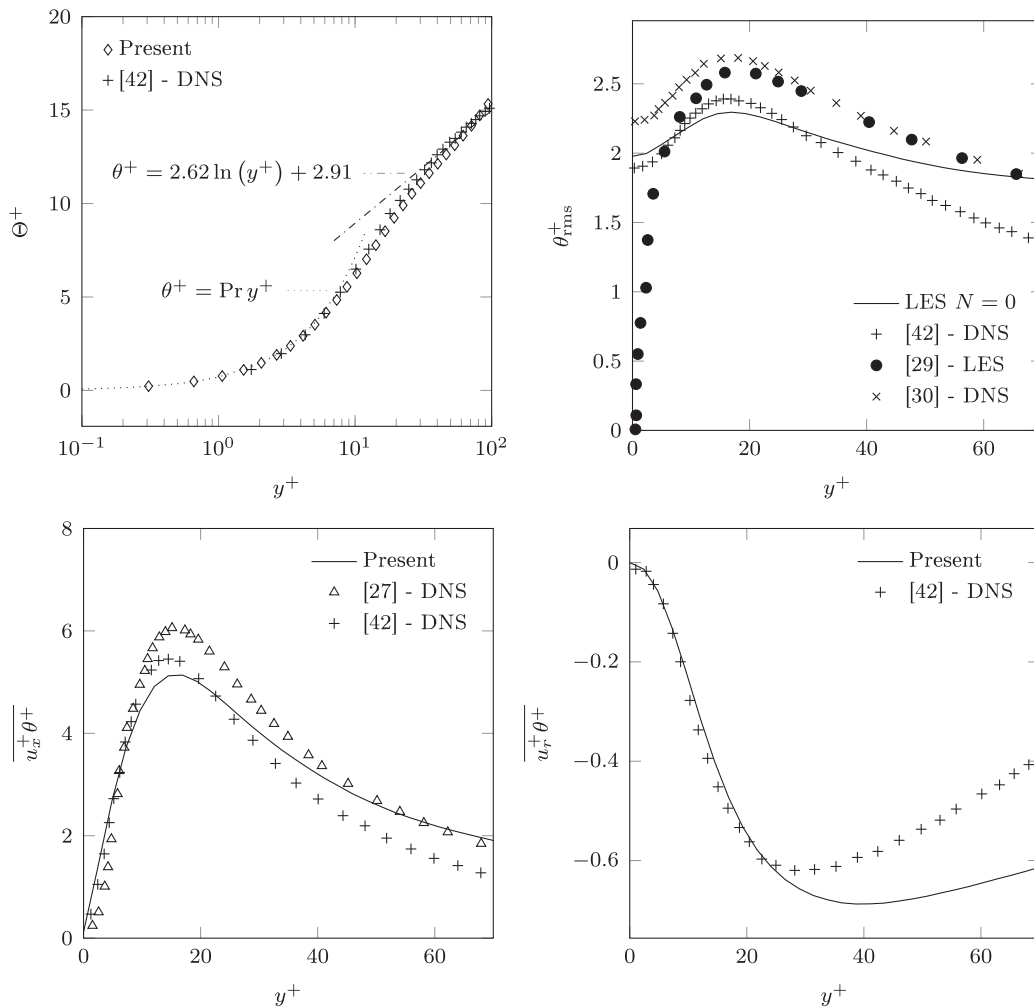 20
15
10
5
0
Θ⁺
Present
[42] - DNS
θ⁺ = 2.62 ln (y⁺) + 2.91
θ⁺ = Pr y⁺
10⁻¹ 10⁰ 10¹ 10²
y⁺
2.5
2
1.5
1
0.5
0
θ⁺rms
LES N = 0
[42] - DNS
[29] - LES
[30] - DNS
0 20 40 60
y⁺
8
6
4
2
0
u⁺ₓθ⁺
Present
[27] - DNS
[42] - DNS
0 20 40 60
y⁺
0
−0.2
−0.4
−0.6
u⁺ᵣθ⁺
Present
[42] - DNS
0 20 40 60
y⁺